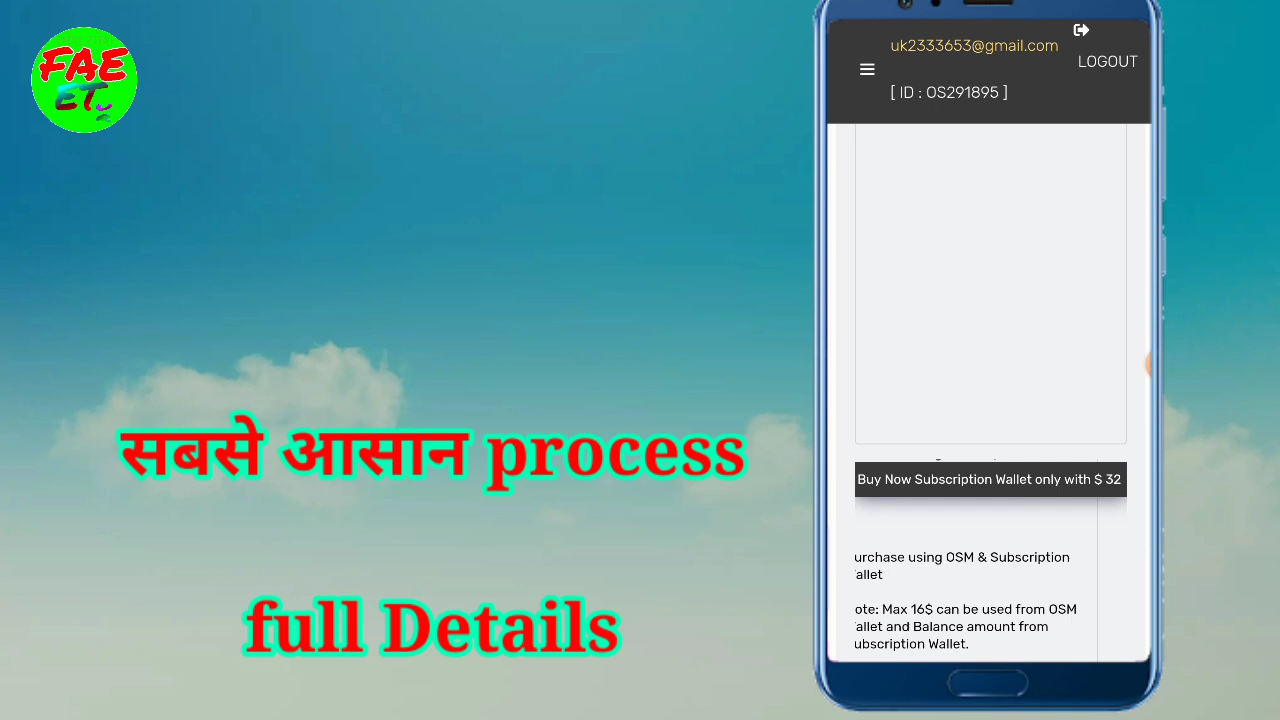 FAE
ET
uk2333653@gmail.com
LOGOUT
[ ID : OS291895 ]
Buy Now Subscription Wallet only with $ 32
urchase using OSM & Subscription
allet
ote: Max 16$ can be used from OSM
allet and Balance amount from
ubscription Wallet.
सबसे आसान process
full Details